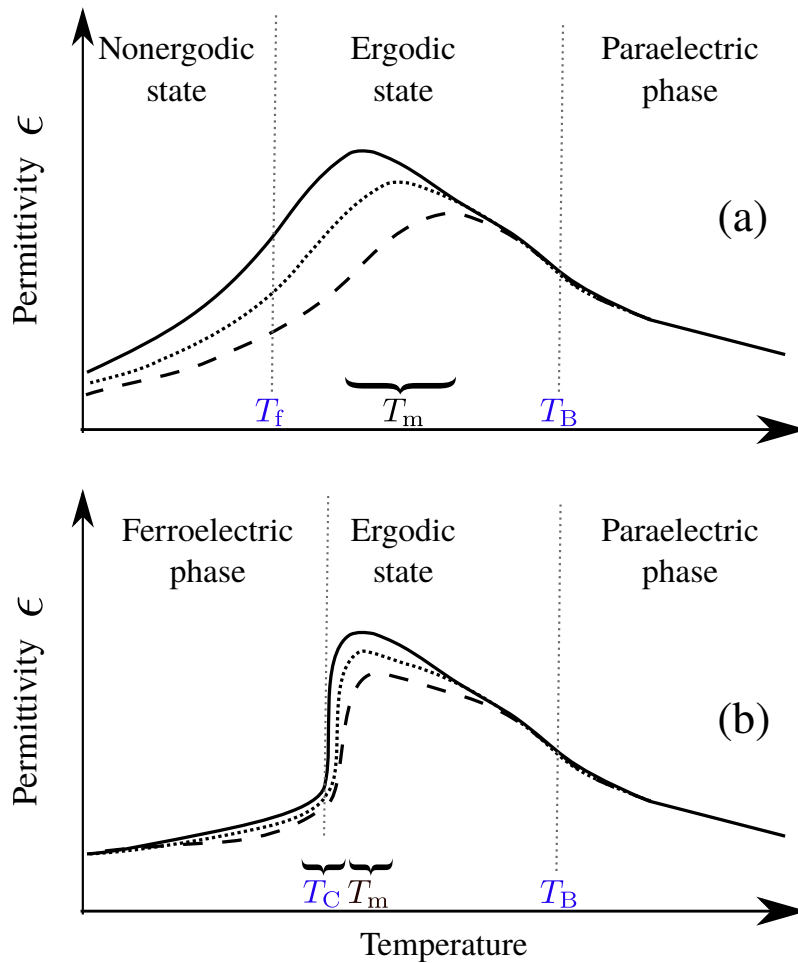 Nonergodic state
Ergodic state
Paraelectric phase
Permittivity ϵ
(a)
T_f
T_m
T_B
Ferroelectric phase
Ergodic state
Paraelectric phase
Permittivity ϵ
(b)
T_C
T_m
T_B
Temperature